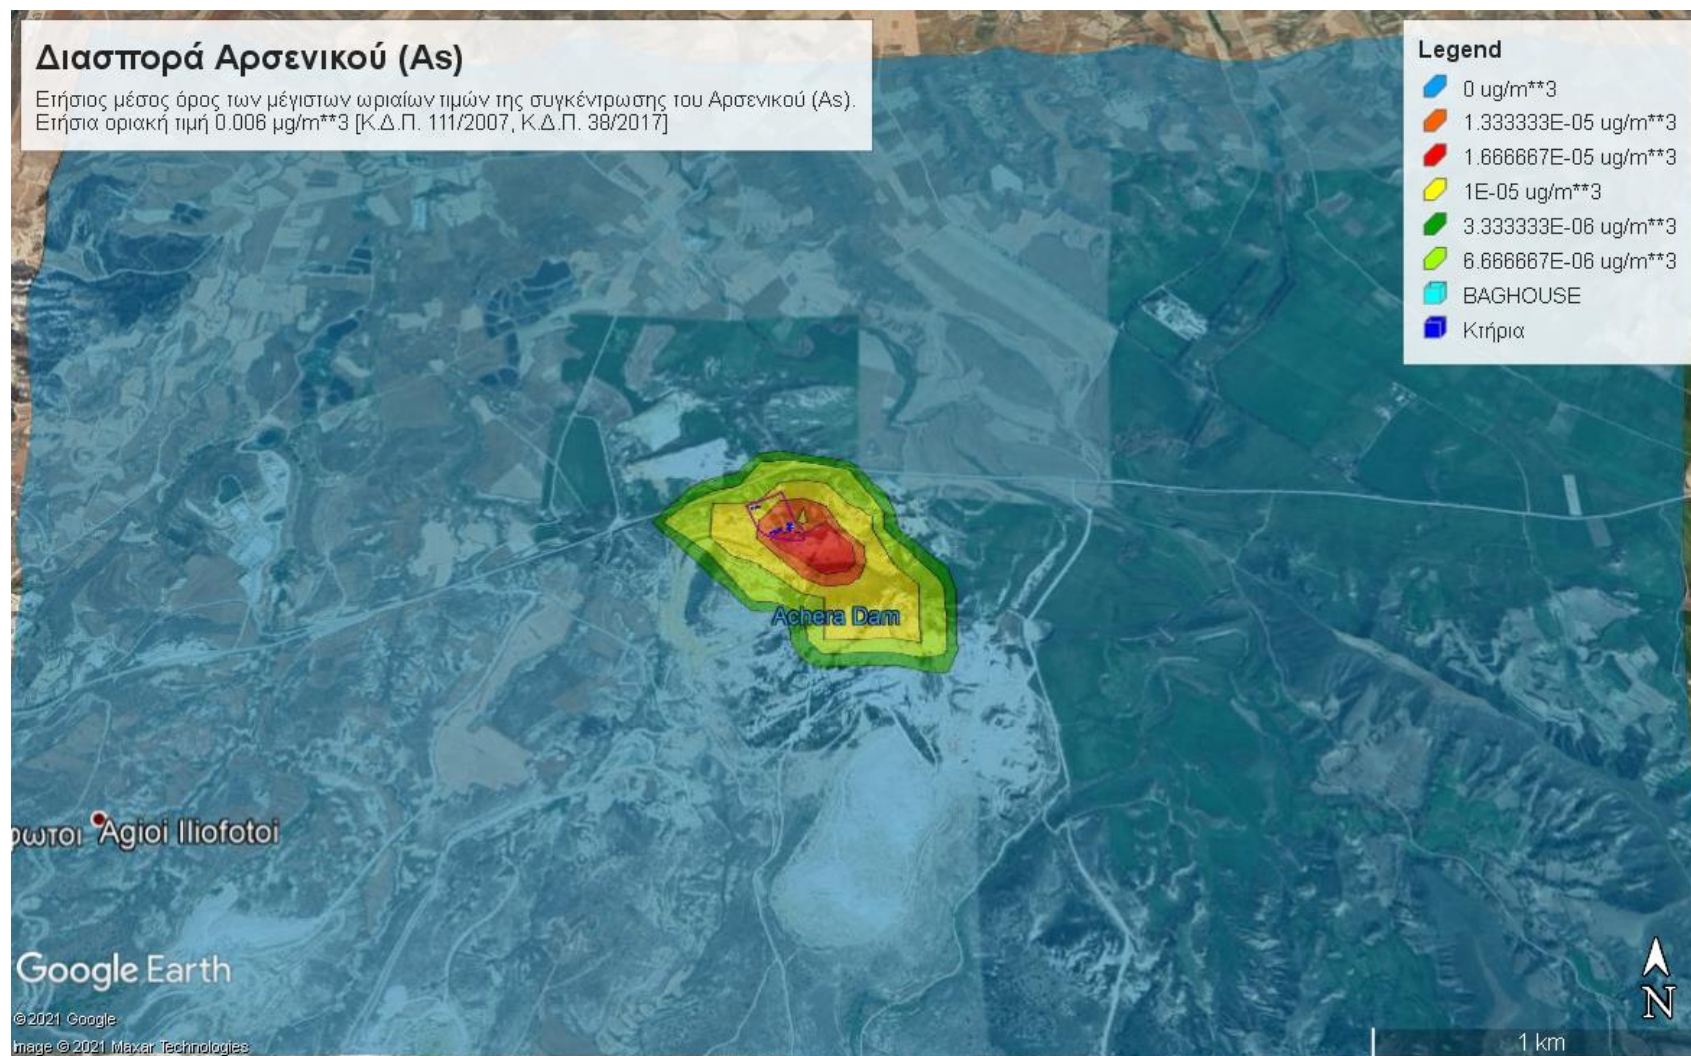 Διασπορά Αρσενικού (As)
Ετήσιος μέσος όρος των μέγιστων ωριαίων τιμών της συγκέντρωσης του Αρσενικού (As).
Ετήσια οριακή τιμή 0.006 μg/m**3 [Κ.Δ.Π. 111/2007, Κ.Δ.Π. 38/2017]
Legend
0 ug/m**3
1.333333E-05 ug/m**3
1.666667E-05 ug/m**3
1E-05 ug/m**3
3.333333E-06 ug/m**3
6.666667E-06 ug/m**3
BAGHOUSE
Κτήρια
Achera Dam
Agioi Iliofotoi
Google Earth
© 2021 Google
Image © 2021 Maxar Technologies
N
1 km